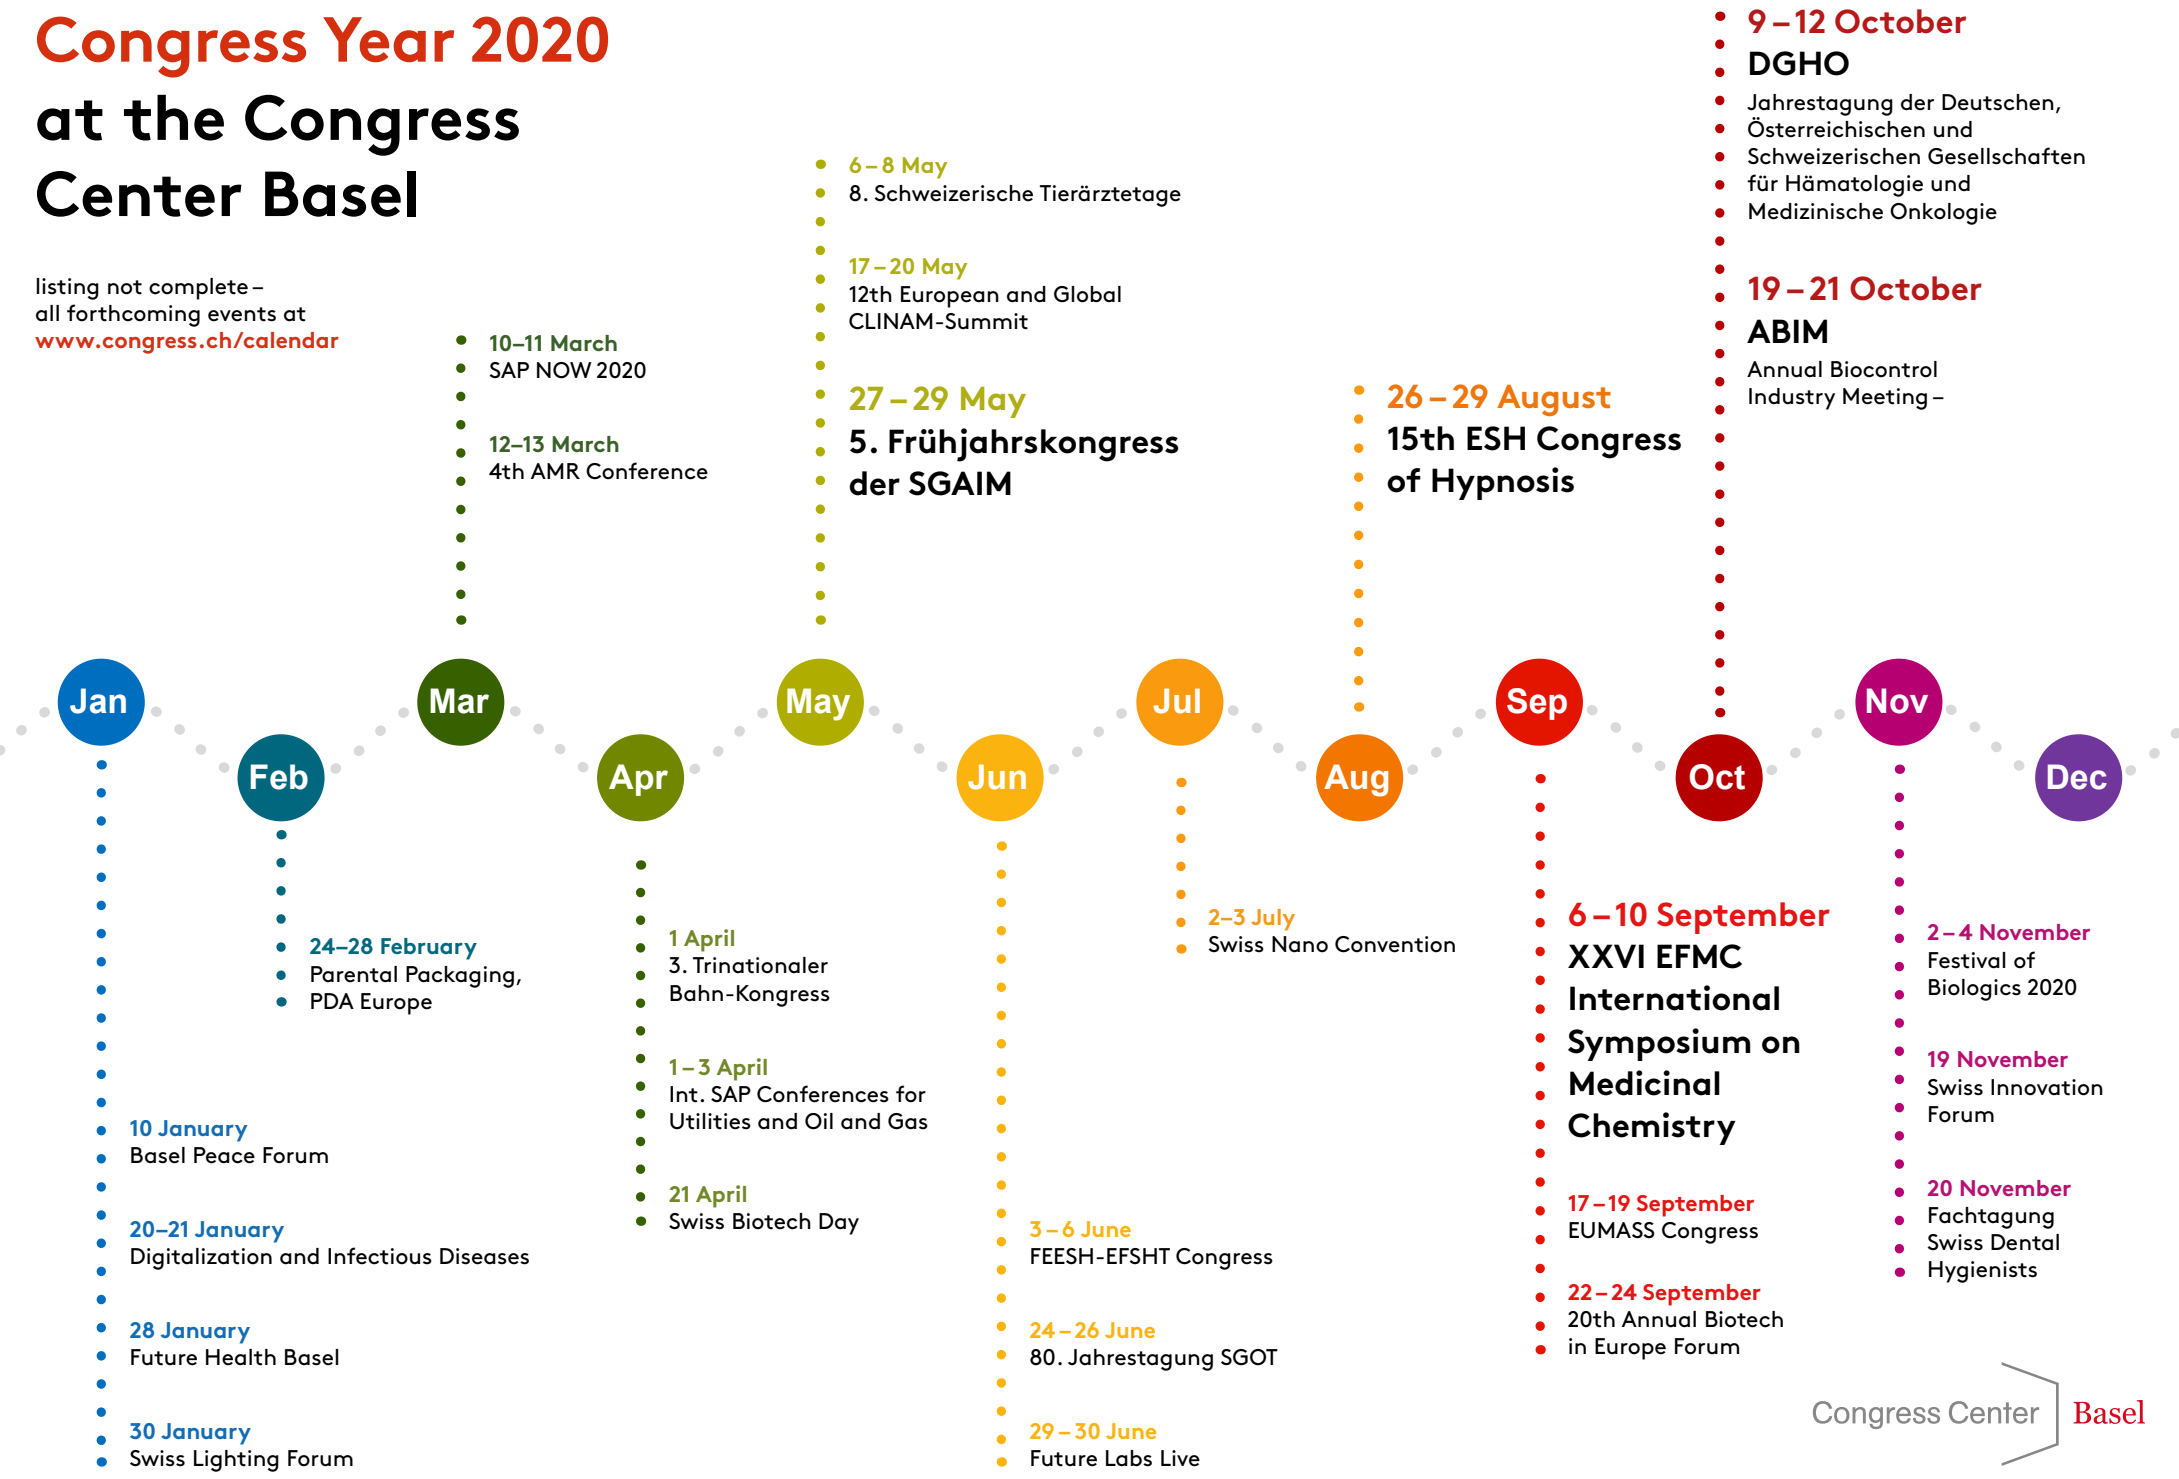 Congress Year 2020
at the Congress
Center Basel
listing not complete –
all forthcoming events at
www.congress.ch/calendar
10–11 March
SAP NOW 2020
12–13 March
4th AMR Conference
6 – 8 May
8. Schweizerische Tierärztetage
17 – 20 May
12th European and Global
CLINAM-Summit
27 – 29 May
5. Frühjahrskongress
der SGAIM
26 – 29 August
15th ESH Congress
of Hypnosis
9 – 12 October
DGHO
Jahrestagung der Deutschen,
Österreichischen und
Schweizerischen Gesellschaften
für Hämatologie und
Medizinische Onkologie
19 – 21 October
ABIM
Annual Biocontrol
Industry Meeting –
Jan
Feb
Mar
Apr
May
Jun
Jul
Aug
Sep
Oct
Nov
Dec
10 January
Basel Peace Forum
20–21 January
Digitalization and Infectious Diseases
28 January
Future Health Basel
30 January
Swiss Lighting Forum
24–28 February
Parental Packaging,
PDA Europe
1 April
3. Trinationaler
Bahn-Kongress
1 – 3 April
Int. SAP Conferences for
Utilities and Oil and Gas
21 April
Swiss Biotech Day
3 – 6 June
FEESH-EFSHT Congress
24 – 26 June
80. Jahrestagung SGOT
29 – 30 June
Future Labs Live
2–3 July
Swiss Nano Convention
6 – 10 September
XXVI EFMC
International
Symposium on
Medicinal
Chemistry
17 – 19 September
EUMASS Congress
22 – 24 September
20th Annual Biotech
in Europe Forum
2 – 4 November
Festival of
Biologics 2020
19 November
Swiss Innovation
Forum
20 November
Fachtagung
Swiss Dental
Hygienists
Congress Center Basel